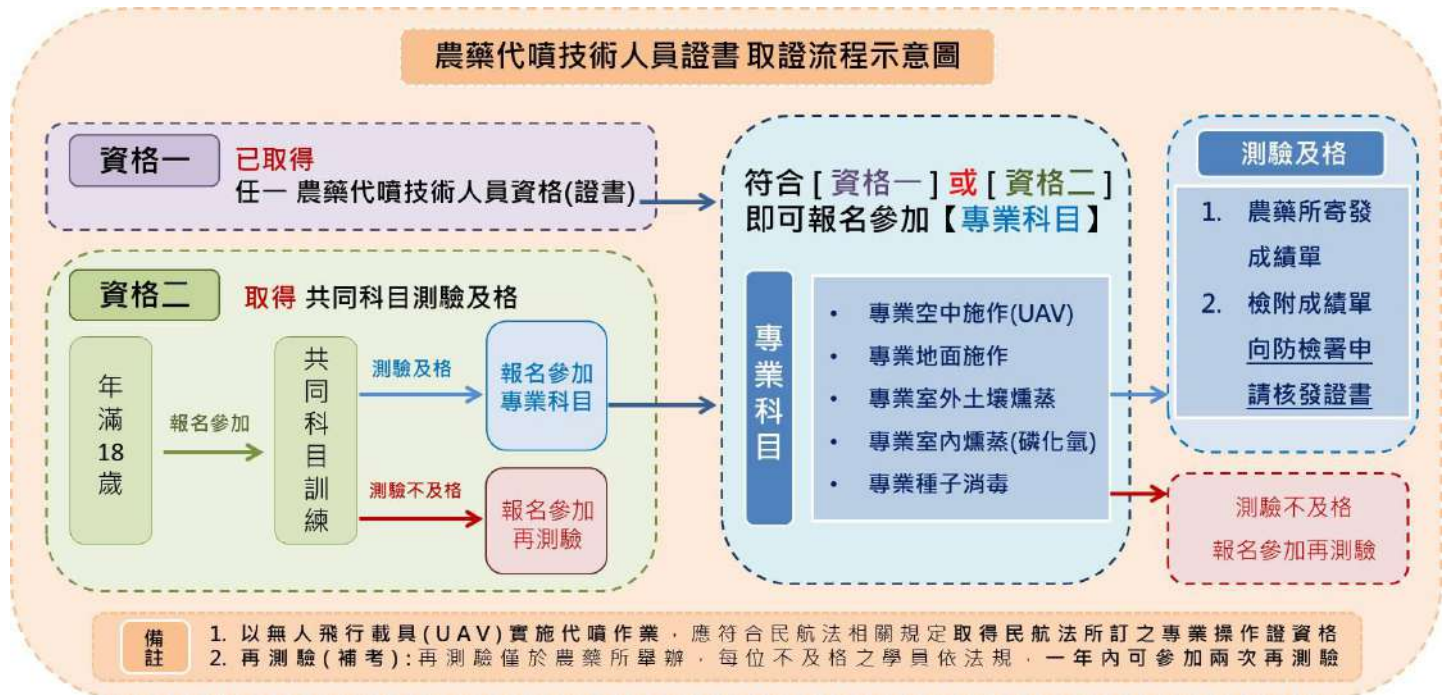 農藥代噴技術人員證書 取證流程示意圖
資格一
已取得
任一 農藥代噴技術人員資格(證書)
資格二
取得 共同科目測驗及格
年滿18歲
報名參加
共同科目訓練
測驗及格
報名參加
專業科目
測驗不及格
報名參加
再測驗
符合 [ 資格一 ] 或 [ 資格二 ]
即可報名參加【專業科目】
專業科目
• 專業空中施作(UAV)
• 專業地面施作
• 專業室外土壤燻蒸
• 專業室內燻蒸(磷化氫)
• 專業種子消毒
測驗及格
1. 農藥所寄發
成績單
2. 檢附成績單
向防檢署申
請核發證書
測驗不及格
報名參加再測驗
備註
1. 以無人飛行載具(UAV)實施代噴作業，應符合民航法相關規定取得民航法所訂之專業操作證資格
2. 再測驗(補考)：再測驗僅於農藥所舉辦，每位不及格之學員依法規，一年內可參加兩次再測驗